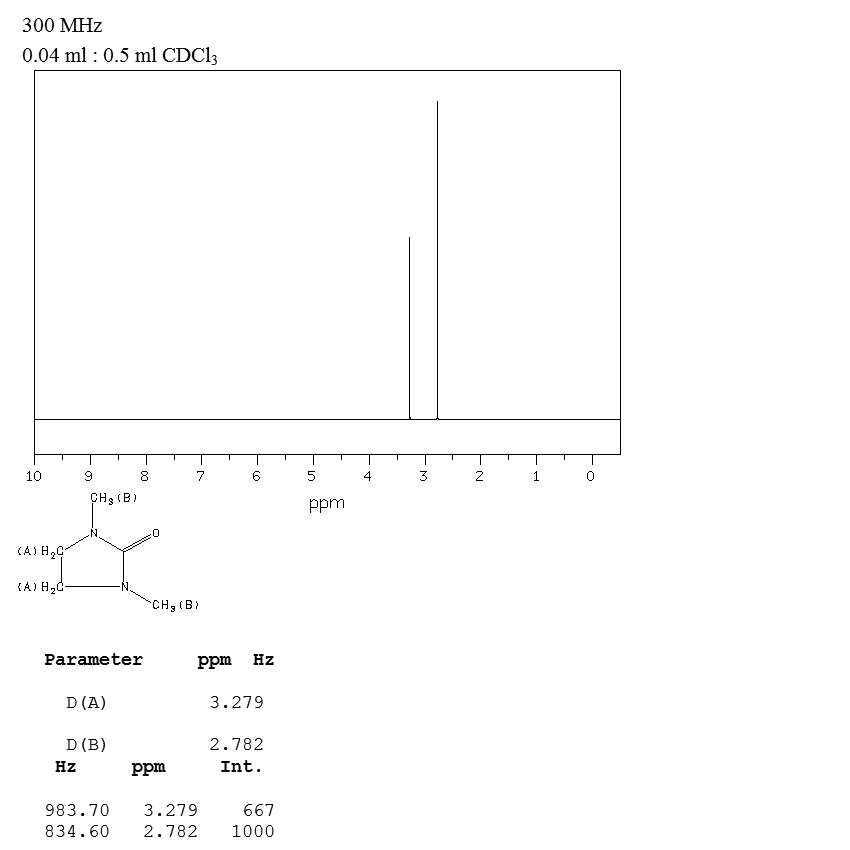 300 MHz
0.04 ml : 0.5 ml CDCl₃
10 9 8 7 6 5 4 3 2 1 0
ppm
CH₃(B)
N O
(A)H₂C
(A)H₂C N
CH₃(B)
Parameter ppm Hz
D(A) 3.279
D(B) 2.782
Hz ppm Int.
983.70 3.279 667
834.60 2.782 1000